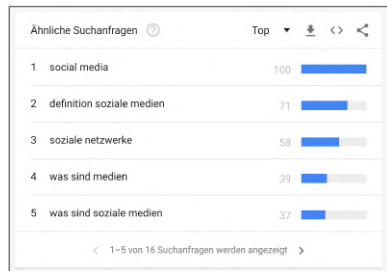 Ähnliche Suchanfragen Top
1 social media 100
2 definition soziale medien 71
3 soziale netzwerke 58
4 was sind medien 39
5 was sind soziale medien 37
1–5 von 16 Suchanfragen werden angezeigt